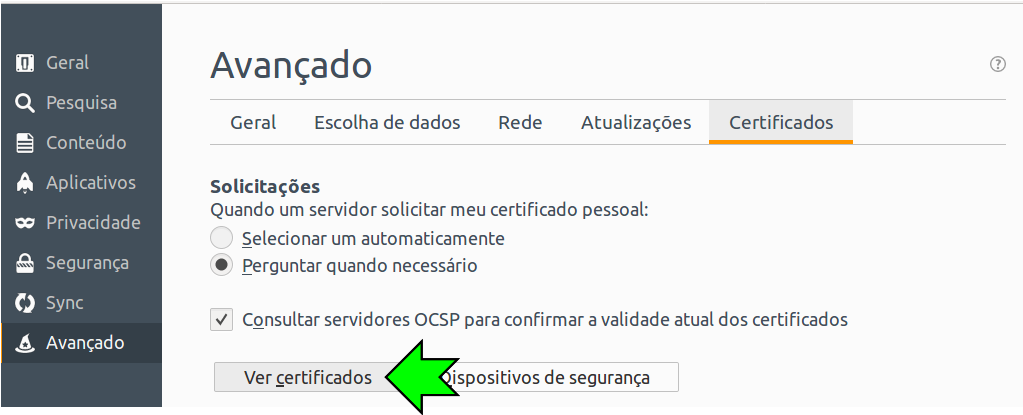 Geral
Pesquisa
Conteúdo
Aplicativos
Privacidade
Segurança
Sync
Avançado
Avançado
?
Geral Escolha de dados Rede Atualizações Certificados
Solicitações
Quando um servidor solicitar meu certificado pessoal:
Selecionar um automaticamente
Perguntar quando necessário
Consultar servidores OCSP para confirmar a validade atual dos certificados
Ver certificados Dispositivos de segurança